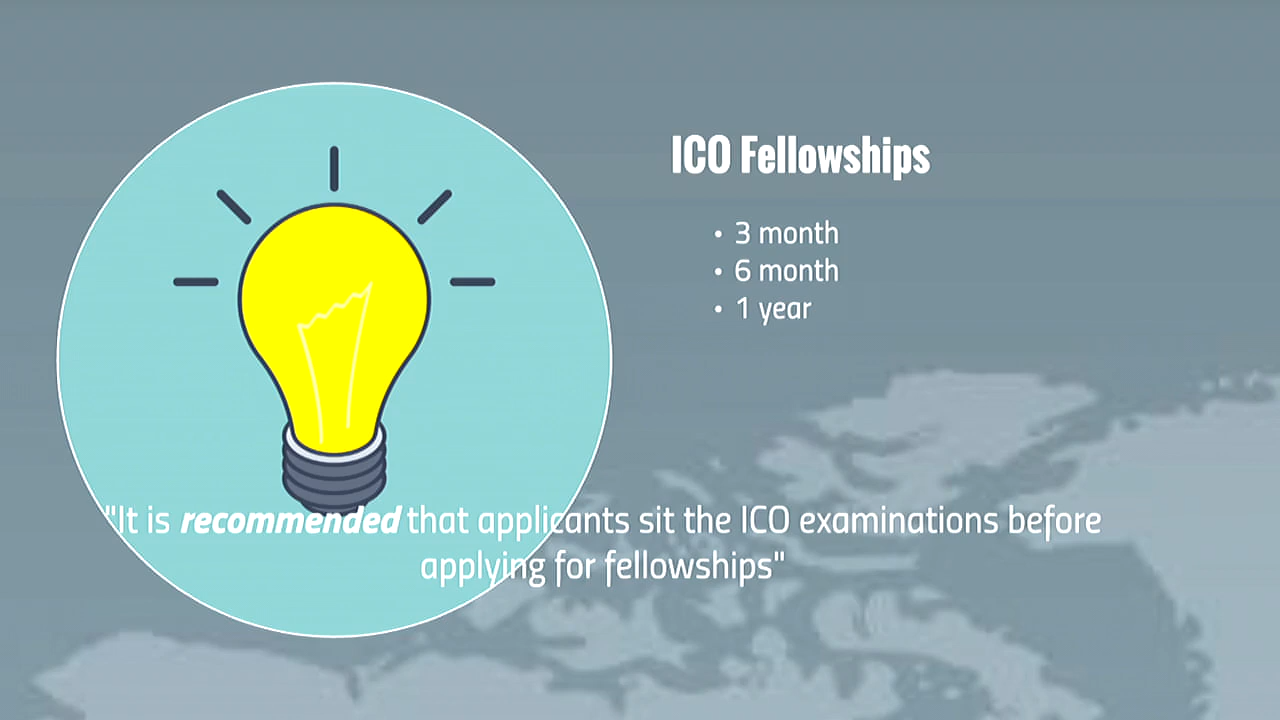 ICO Fellowships
• 3 month
• 6 month
• 1 year
"It is recommended that applicants sit the ICO examinations before
applying for fellowships"